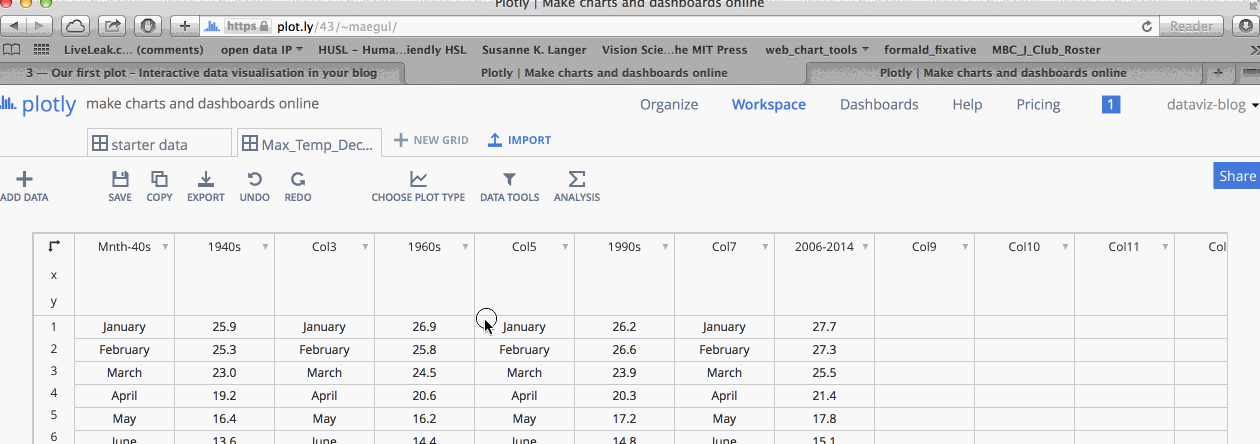 Plotly | Make charts and dashboards online
https plot.ly/43/~maegul/ Reader
LiveLeak.c... (comments) open data IP HUSL – Huma...iendly HSL Susanne K. Langer Vision Scie...he MIT Press web_chart_tools formald_fixative MBC_J_Club_Roster
3 — Our first plot – Interactive data visualisation in your blog Plotly | Make charts and dashboards online Plotly | Make charts and dashboards online
plotly make charts and dashboards online Organize Workspace Dashboards Help Pricing 1 dataviz-blog
starter data Max_Temp_Dec... NEW GRID IMPORT
ADD DATA SAVE COPY EXPORT UNDO REDO CHOOSE PLOT TYPE DATA TOOLS ANALYSIS Share
Mnth-40s 1940s Col3 1960s Col5 1990s Col7 2006-2014 Col9 Col10 Col11 Col
x
y
1 January 25.9 January 26.9 January 26.2 January 27.7
2 February 25.3 February 25.8 February 26.6 February 27.3
3 March 23.0 March 24.5 March 23.9 March 25.5
4 April 19.2 April 20.6 April 20.3 April 21.4
5 May 16.4 May 16.2 May 17.2 May 17.8
6 June 13.6 June 14.4 June 14.8 June 15.1